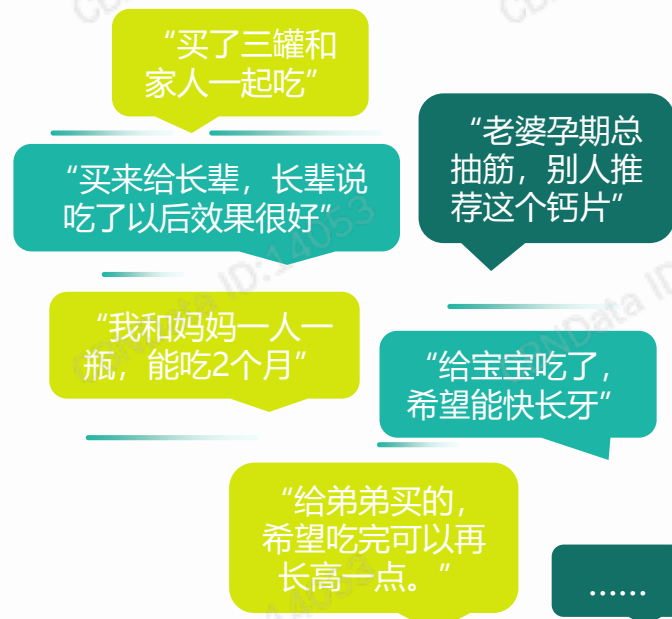 “买了三罐和
家人一起吃”
“老婆孕期总
抽筋，别人推
荐这个钙片”
“买来给长辈，长辈说
吃了以后效果很好”
“我和妈妈一人一
瓶，能吃2个月”
“给宝宝吃了，
希望能快长牙”
“给弟弟买的，
希望吃完可以再
长高一点。”
……
CBNData ID:14053